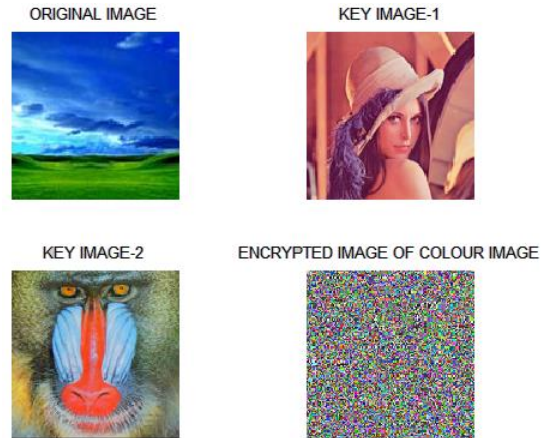 ORIGINAL IMAGE
KEY IMAGE-1
KEY IMAGE-2
ENCRYPTED IMAGE OF COLOUR IMAGE